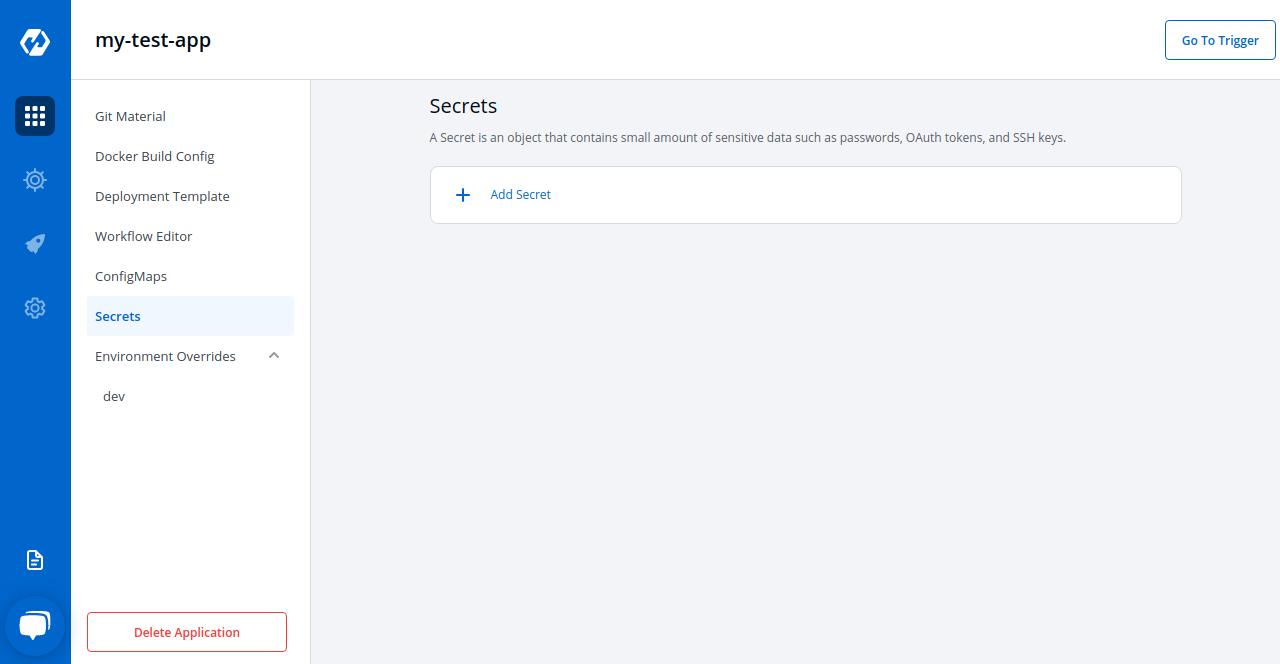 my-test-app
Go To Trigger
Git Material
Docker Build Config
Deployment Template
Workflow Editor
ConfigMaps
Secrets
Environment Overrides
dev
Delete Application
Secrets
A Secret is an object that contains small amount of sensitive data such as passwords, OAuth tokens, and SSH keys.
Add Secret